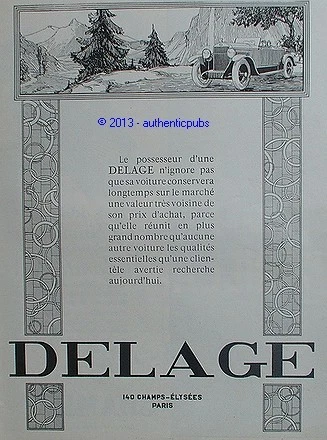 © 2013 - authenticpubs
Le possesseur d'une
DELAGE n'ignore pas
que sa voiture conservera
longtemps sur le marché
une valeur très voisine de
son prix d'achat, parce
qu'elle réunit en plus
grand nombre qu'aucune
autre voiture les qualités
essentielles qu'une clien-
tèle avertie recherche
aujourd'hui.
DELAGE
140 CHAMPS-ÉLYSÉES
PARIS